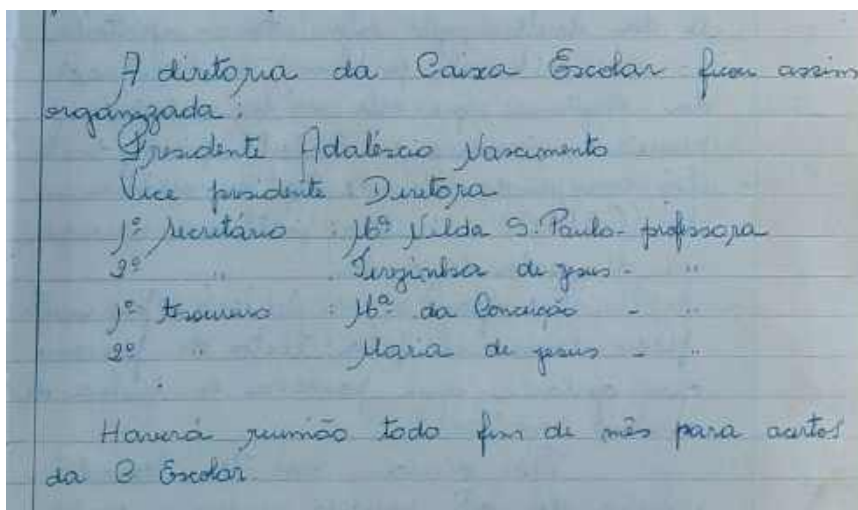 A diretoria da Caixa Escolar ficou assim
organizada:
Presidente Adaléscio Nascimento
Vice presidente: Diretora
1º secretário : Mª Nilda S. Paulo - professora
2º " . Terezinha de jesus - "
1º tesoureiro : Mª da Conceição - "
2º " Maria de jesus - "
Haverá reunião todo fim de mês para acertos
da C Escolar.